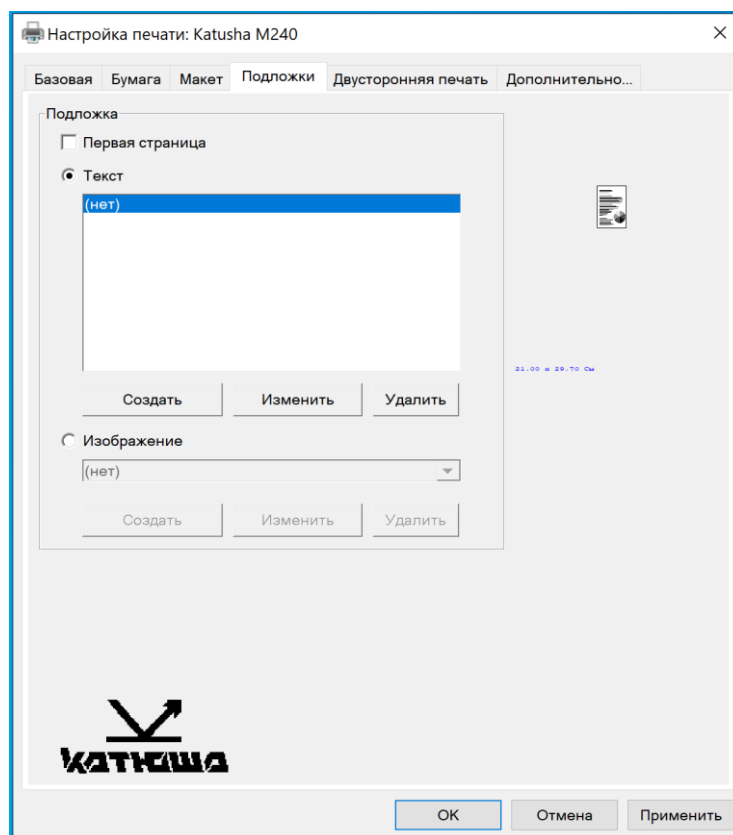 Настройка печати: Katusha M240
Базовая Бумага Макет Подложки Двусторонняя печать Дополнительно...
Подложка
Первая страница
Текст
(нет)
21.00 x 29.70 См
Создать Изменить Удалить
Изображение
(нет)
Создать Изменить Удалить
катюша
OK Отмена Применить